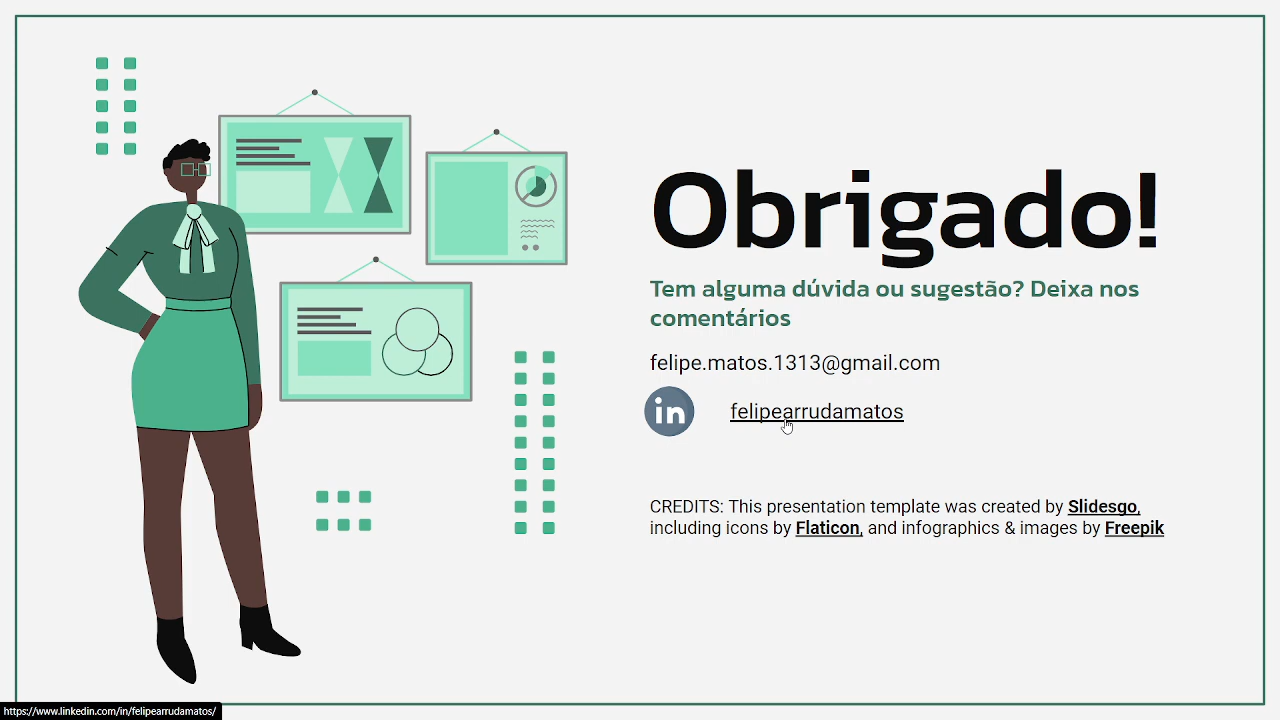 Obrigado!
Tem alguma dúvida ou sugestão? Deixa nos
comentários
felipe.matos.1313@gmail.com
in
felipearrudamatos
CREDITS: This presentation template was created by Slidesgo,
including icons by Flaticon, and infographics & images by Freepik
https://www.linkedin.com/in/felipearrudamatos/